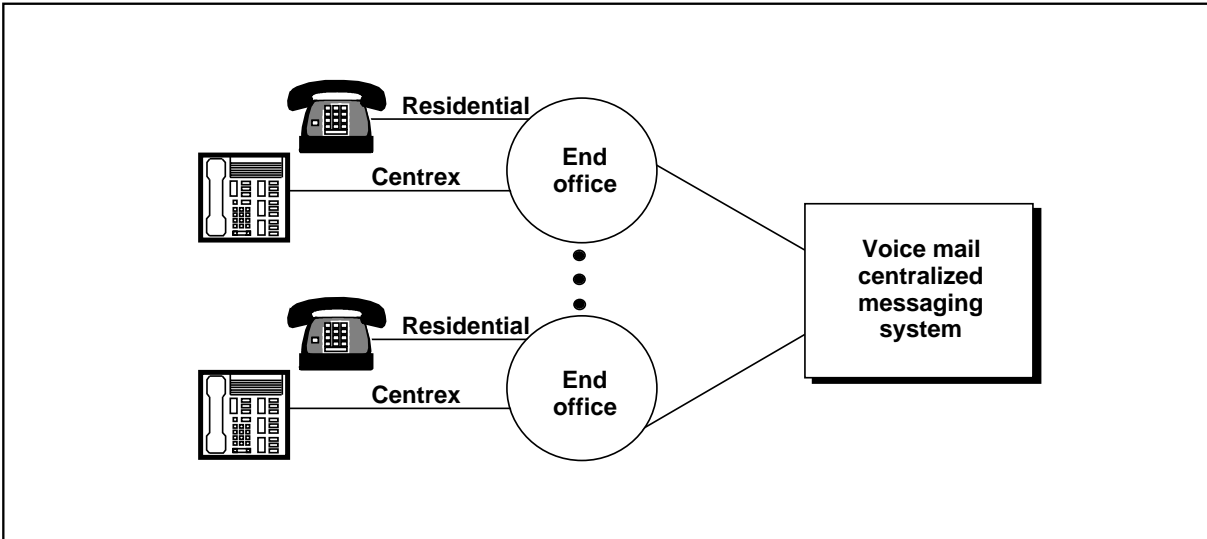 Residential
Centrex
End
office
Voice mail
centralized
messaging
system
Residential
Centrex
End
office